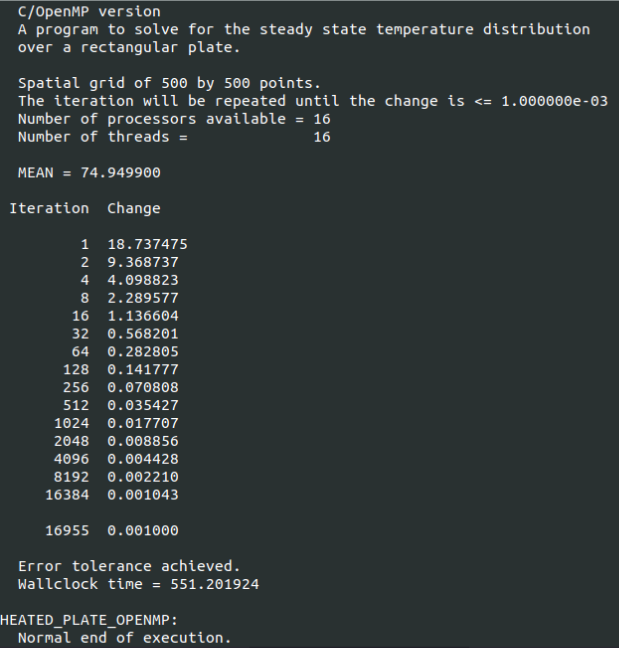 C/OpenMP version
A program to solve for the steady state temperature distribution
over a rectangular plate.
Spatial grid of 500 by 500 points.
The iteration will be repeated until the change is <= 1.000000e-03
Number of processors available = 16
Number of threads =              16
MEAN = 74.949900
Iteration  Change
1  18.737475
2  9.368737
4  4.098823
8  2.289577
16  1.136604
32  0.568201
64  0.282805
128  0.141777
256  0.070808
512  0.035427
1024  0.017707
2048  0.008856
4096  0.004428
8192  0.002210
16384  0.001043
16955  0.001000
Error tolerance achieved.
Wallclock time = 551.201924
HEATED_PLATE_OPENMP:
Normal end of execution.